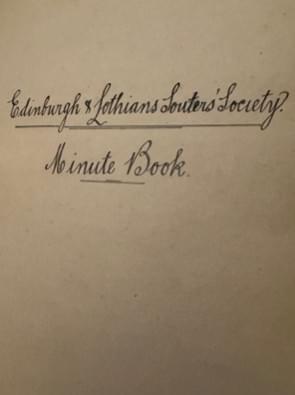 Edinburgh & Lothians Souters' Society.
Minute Book.